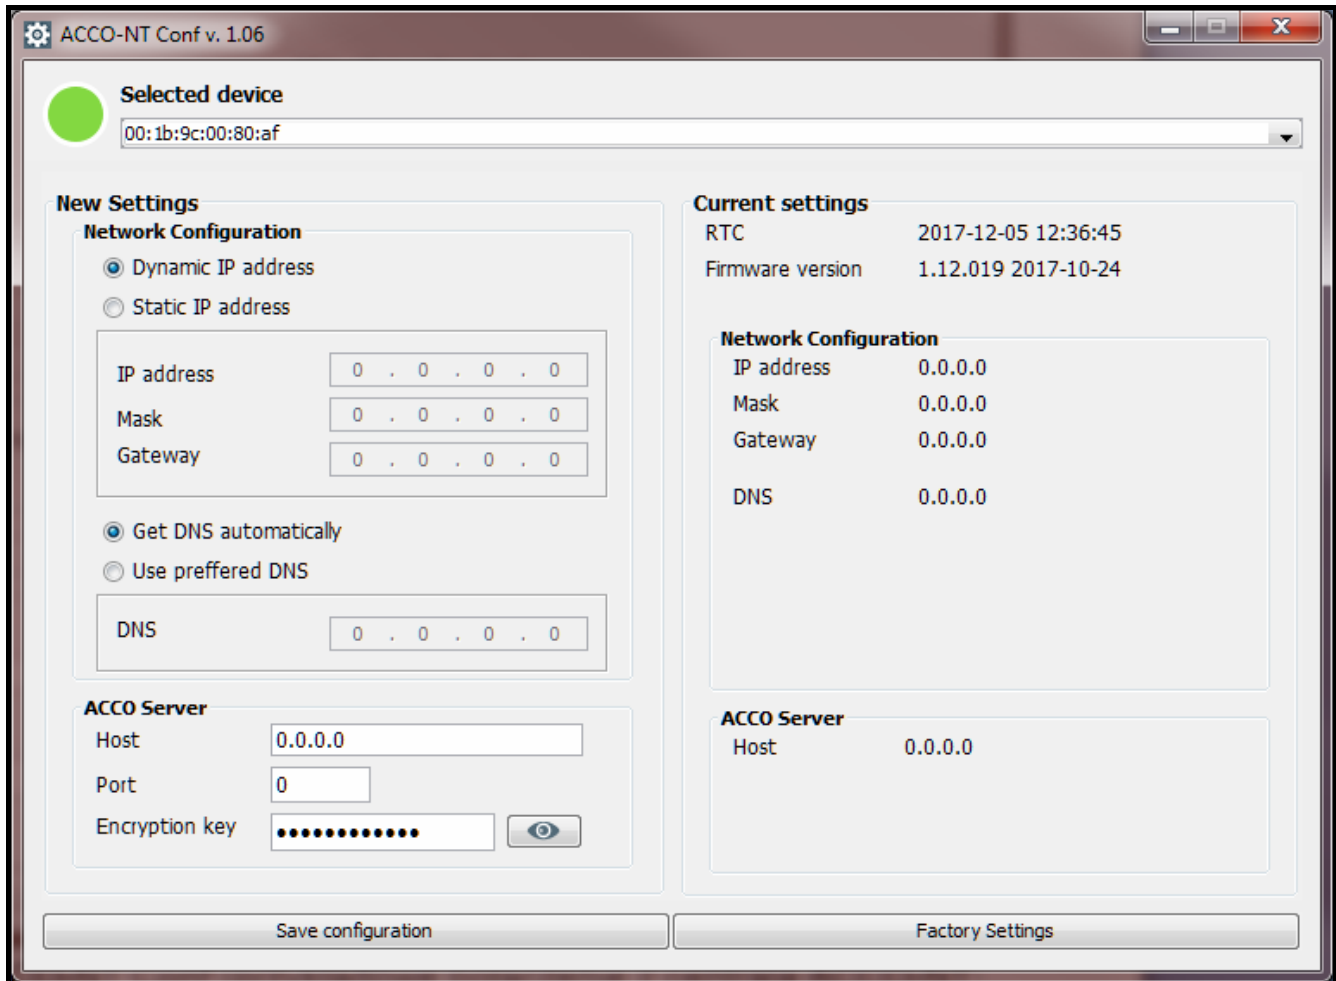 ACCO-NT Conf v. 1.06
Selected device
00:1b:9c:00:80:af
New Settings
Network Configuration
Dynamic IP address
Static IP address
IP address 0 . 0 . 0 . 0
Mask 0 . 0 . 0 . 0
Gateway 0 . 0 . 0 . 0
Get DNS automatically
Use preffered DNS
DNS 0 . 0 . 0 . 0
ACCO Server
Host 0.0.0.0
Port 0
Encryption key ••••••••••••
Current settings
RTC 2017-12-05 12:36:45
Firmware version 1.12.019 2017-10-24
Network Configuration
IP address 0.0.0.0
Mask 0.0.0.0
Gateway 0.0.0.0
DNS 0.0.0.0
ACCO Server
Host 0.0.0.0
Save configuration
Factory Settings